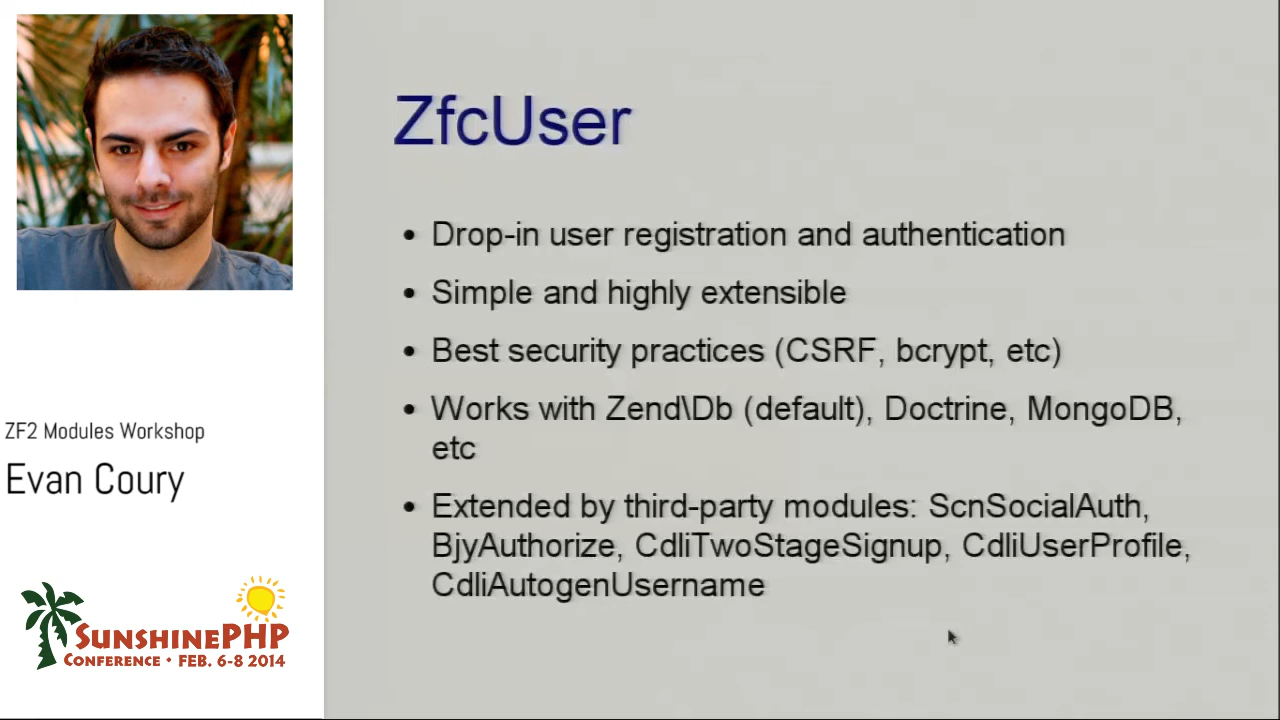 ZF2 Modules Workshop
Evan Coury
SUNSHINEPHP
CONFERENCE • FEB. 6-8 2014
ZfcUser
• Drop-in user registration and authentication
• Simple and highly extensible
• Best security practices (CSRF, bcrypt, etc)
• Works with Zend\Db (default), Doctrine, MongoDB,
etc
• Extended by third-party modules: ScnSocialAuth,
BjyAuthorize, CdliTwoStageSignup, CdliUserProfile,
CdliAutogenUsername